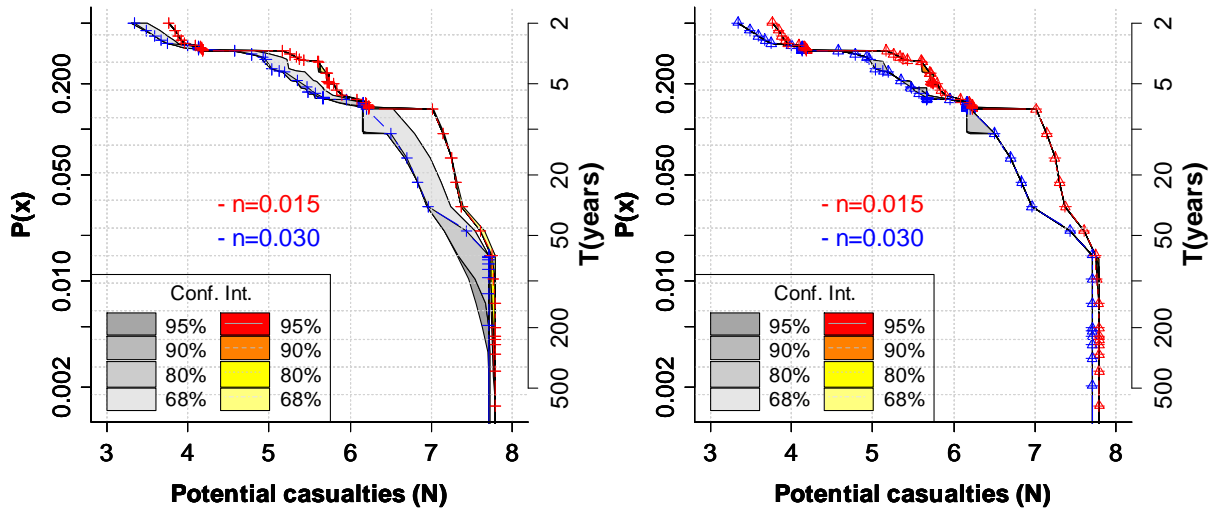 P(x)
0.200
0.050
0.010
0.002
2
5
20
50
200
500
T(years)
- n=0.015
- n=0.030
Conf. Int.
95% 95%
90% 90%
80% 80%
68% 68%
3 4 5 6 7 8
Potential casualties (N)
P(x)
0.200
0.050
0.010
0.002
2
5
20
50
200
500
T(years)
- n=0.015
- n=0.030
Conf. Int.
95% 95%
90% 90%
80% 80%
68% 68%
3 4 5 6 7 8
Potential casualties (N)